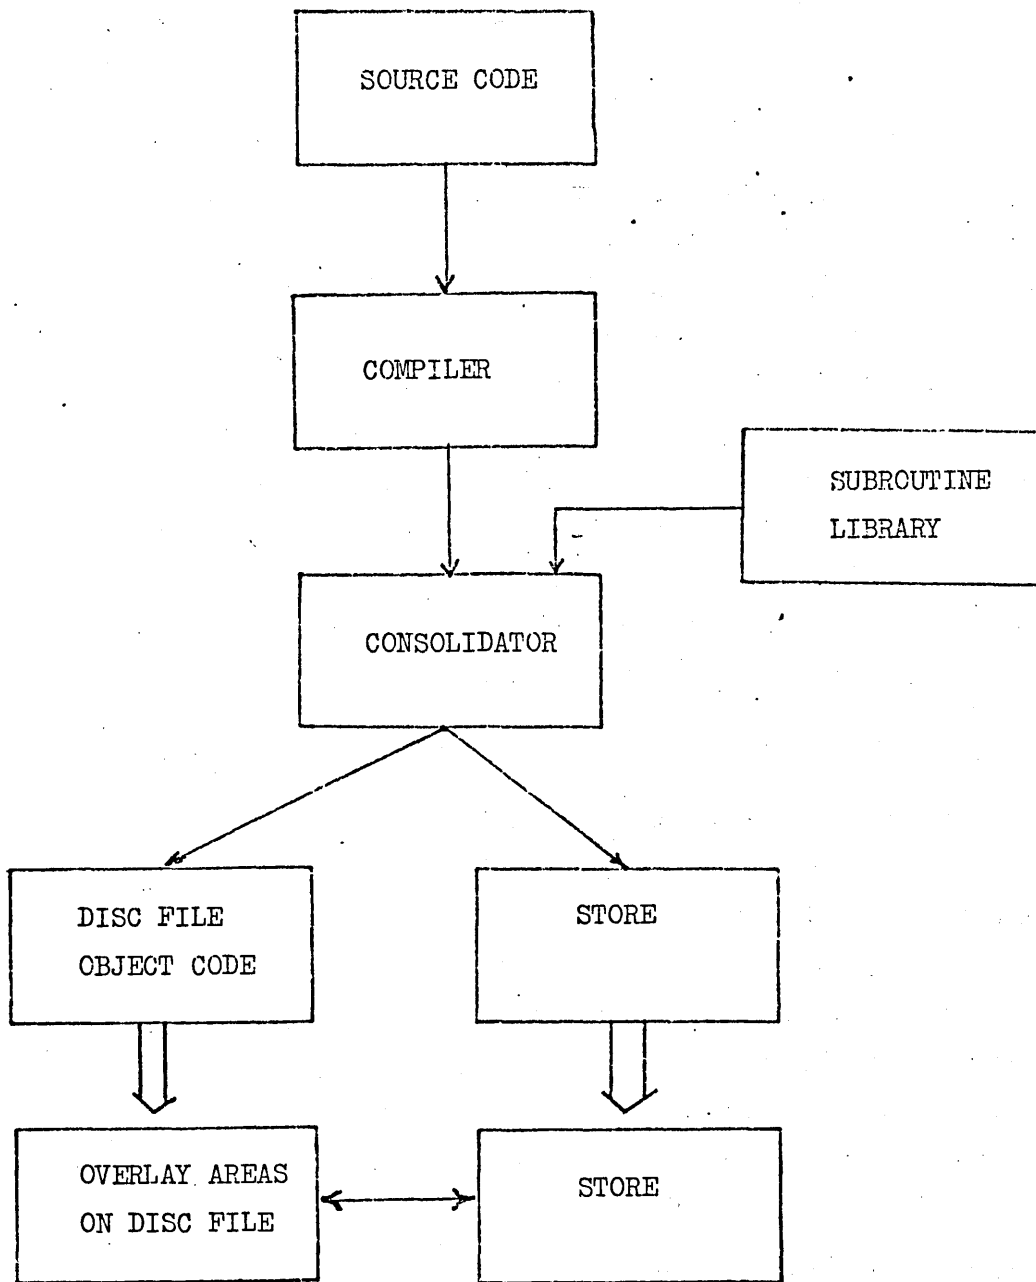 SOURCE CODE
COMPILER
SUBROUTINE
LIBRARY
CONSOLIDATOR
DISC FILE
OBJECT CODE
STORE
OVERLAY AREAS
ON DISC FILE
STORE